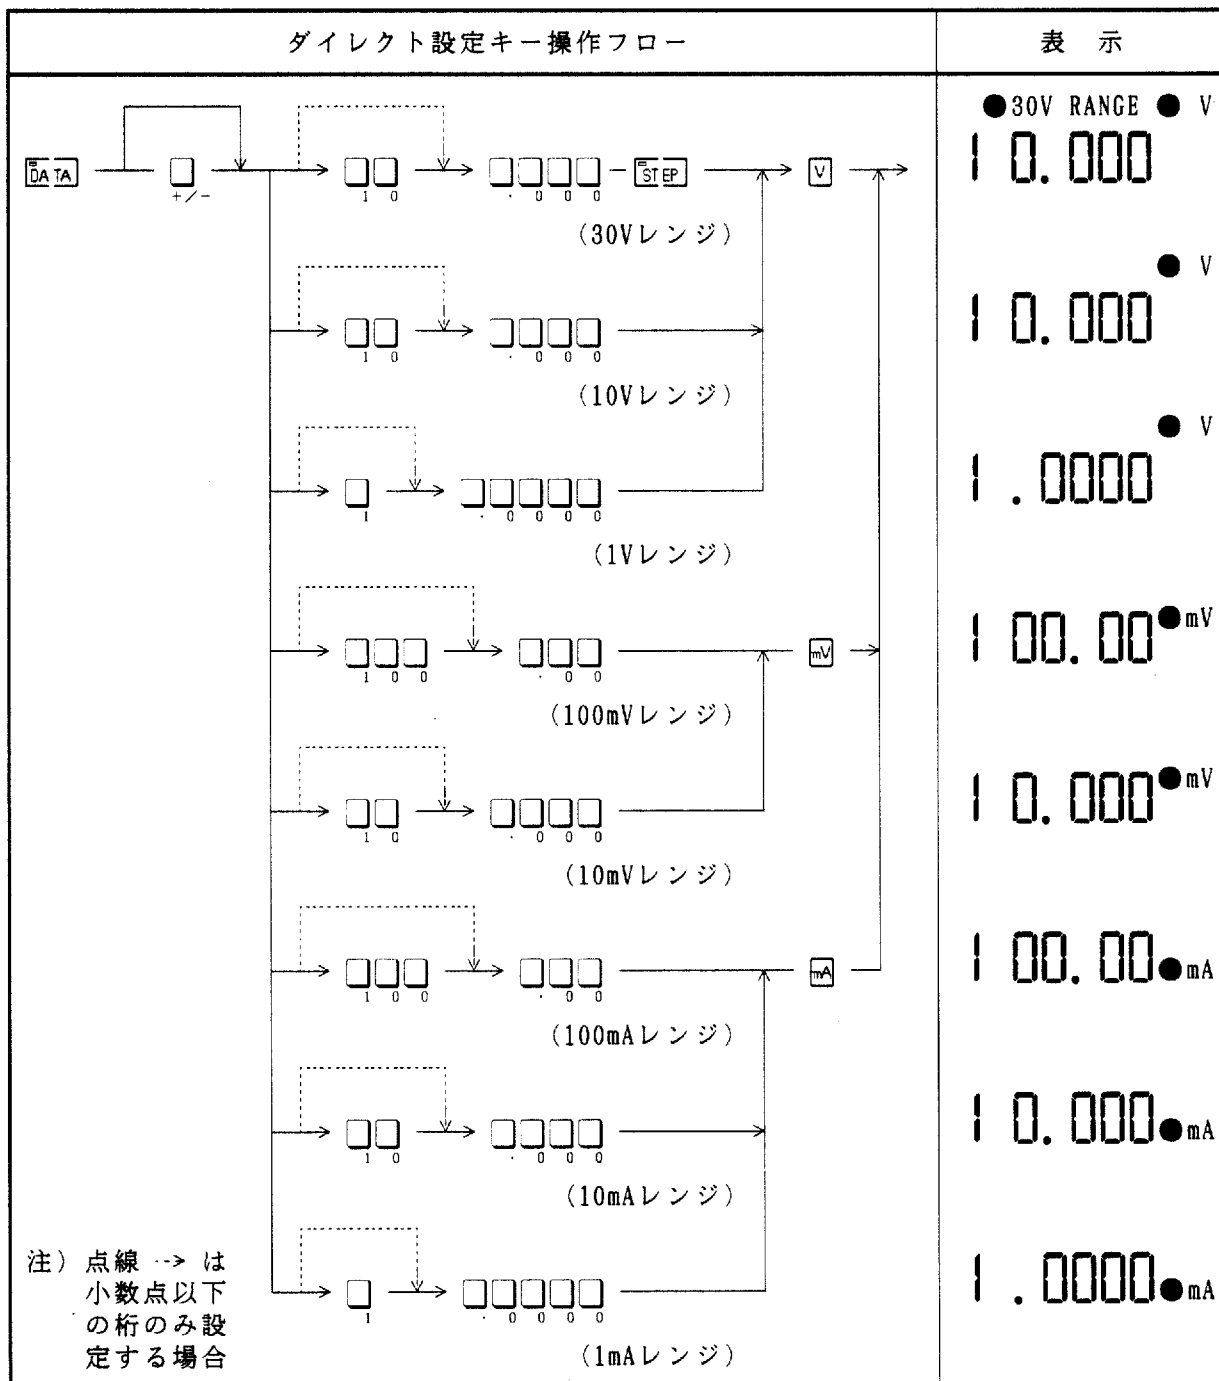 ダイレクト設定キー操作フロー
表 示
●30V RANGE ● V
DATA
+/-
1 0
. 0 0 0
STEP
V
10.000
(30Vレンジ)
● V
1 0
. 0 0 0
10.000
(10Vレンジ)
● V
1
. 0 0 0 0
1.0000
(1Vレンジ)
1 0 0
. 0 0
mV
100.00 ●mV
(100mVレンジ)
1 0
. 0 0 0
10.000 ●mV
(10mVレンジ)
1 0 0
. 0 0
mA
100.00 ●mA
(100mAレンジ)
1 0
. 0 0 0
10.000 ●mA
(10mAレンジ)
1
. 0 0 0 0
1.0000 ●mA
(1mAレンジ)
注) 点線 --> は
小数点以下
の桁のみ設
定する場合